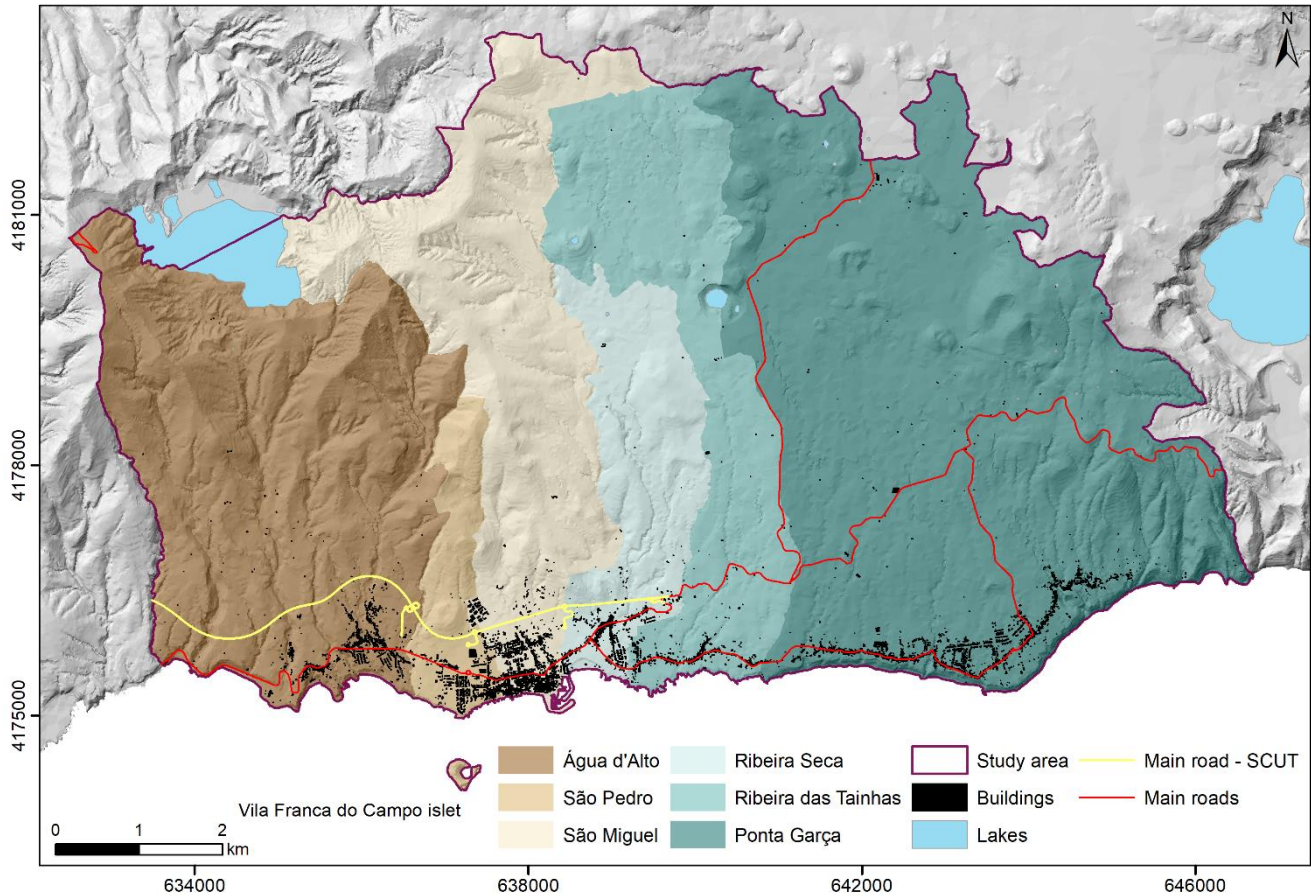 N
4181000
4178000
4175000
Vila Franca do Campo islet
0 1 2
km
Água d'Alto
São Pedro
São Miguel
Ribeira Seca
Ribeira das Tainhas
Ponta Garça
Study area
Buildings
Lakes
Main road - SCUT
Main roads
634000 638000 642000 646000